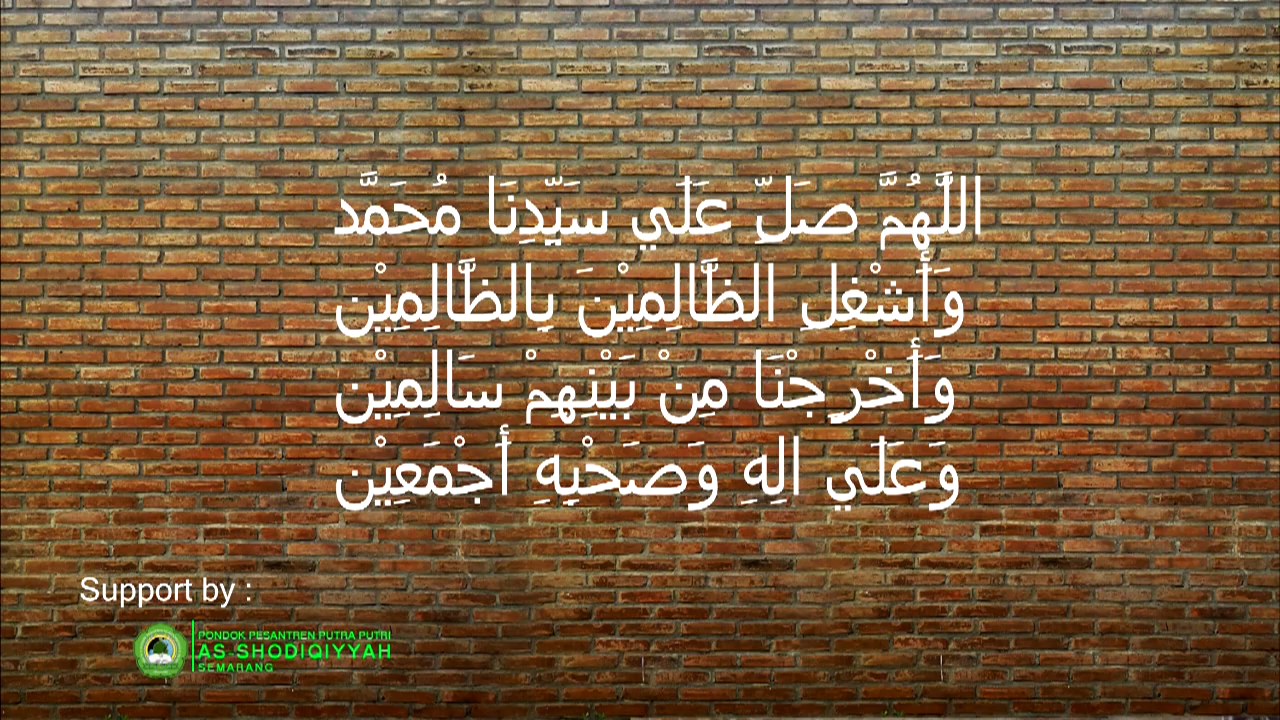 اللَّهُمَّ صَلِّ عَلَي سَيِّدِنَا مُحَمَّد
وَأَشْغِلِ الظَّالِمِيْنَ بِالظَّالِمِيْن
وَأَخْرِجْنَا مِنْ بَيْنِهِمْ سَالِمِيْن
وَعَلَي الِهِ وَصَحْبِهِ أَجْمَعِيْن
Support by :
PONDOK PESANTREN PUTRA PUTRI
AS-SHODIQIYYAH
SEMARANG